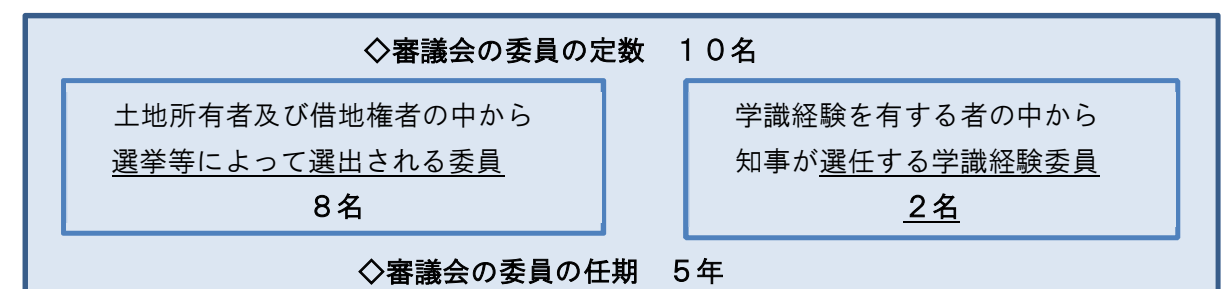 ◇審議会の委員の定数　１０名
土地所有者及び借地権者の中から
選挙等によって選出される委員
８名
学識経験を有する者の中から
知事が選任する学識経験委員
２名
◇審議会の委員の任期　５年